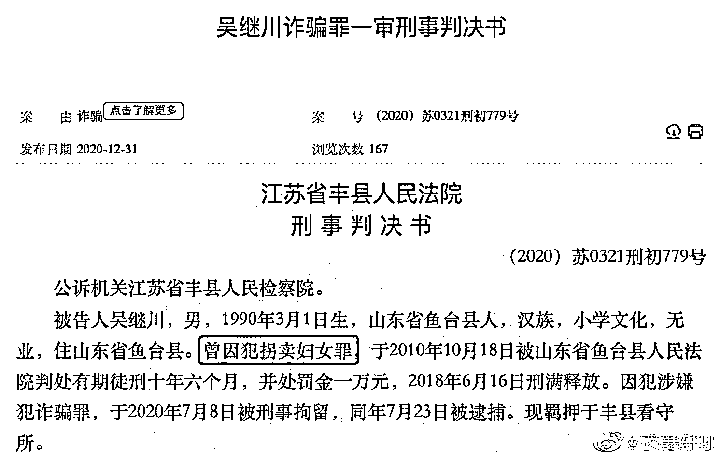 吴继川诈骗罪一审刑事判决书
案 由 诈骗 点击了解更多 案 号 (2020)苏0321刑初779号
发布日期 2020-12-31 浏览次数 167
江苏省丰县人民法院
刑事判决书
(2020)苏0321刑初779号
公诉机关江苏省丰县人民检察院。
被告人吴继川，男，1990年3月1日生，山东省鱼台县人，汉族，小学文化，无
业，住山东省鱼台县。曾因犯拐卖妇女罪，于2010年10月18日被山东省鱼台县人民法
院判处有期徒刑十年六个月，并处罚金一万元，2018年6月16日刑满释放。因犯涉嫌
犯诈骗罪，于2020年7月8日被刑事拘留，同年7月23日被逮捕。现羁押于丰县看守
所。